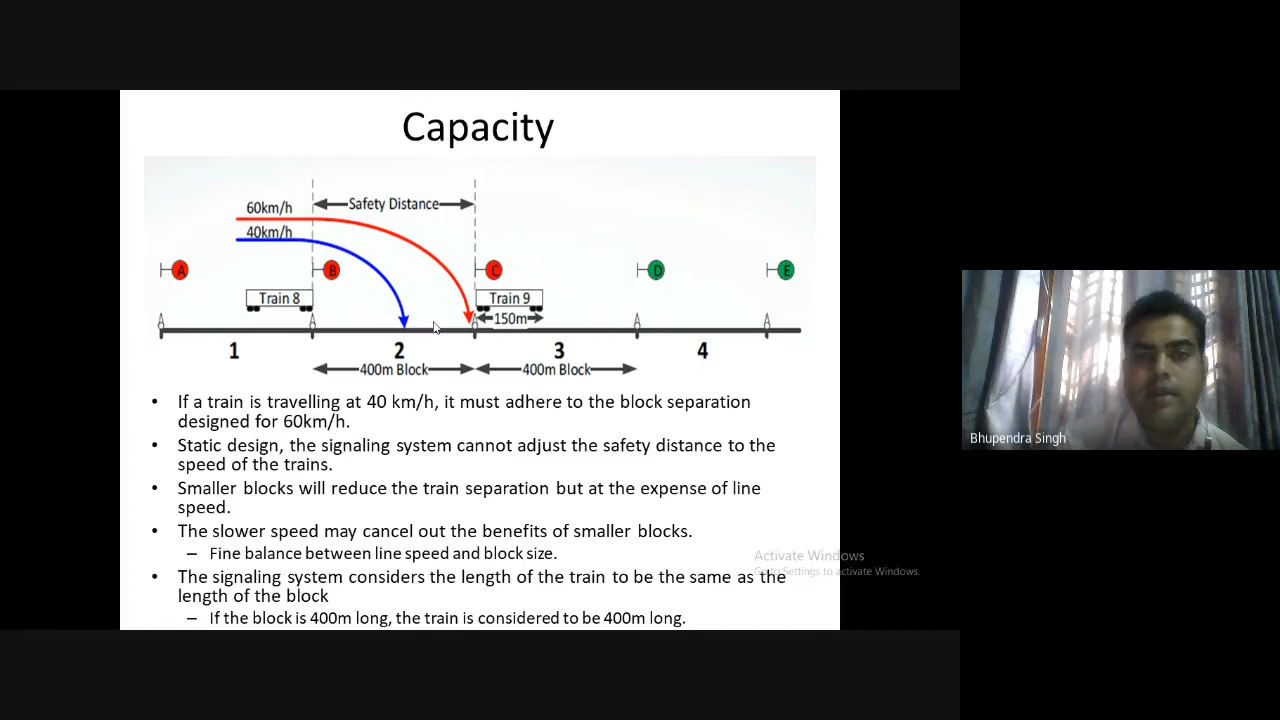 Capacity
60km/h
Safety Distance
40km/h
A
B
C
D
E
Train 8
Train 9
150m
1
2
3
4
400m Block
400m Block
• If a train is travelling at 40 km/h, it must adhere to the block separation
designed for 60km/h.
• Static design, the signaling system cannot adjust the safety distance to the
speed of the trains.
• Smaller blocks will reduce the train separation but at the expense of line
speed.
• The slower speed may cancel out the benefits of smaller blocks.
– Fine balance between line speed and block size.
• The signaling system considers the length of the train to be the same as the
length of the block
– If the block is 400m long, the train is considered to be 400m long.
Activate Windows
Go to Settings to activate Windows.
Bhupendra Singh